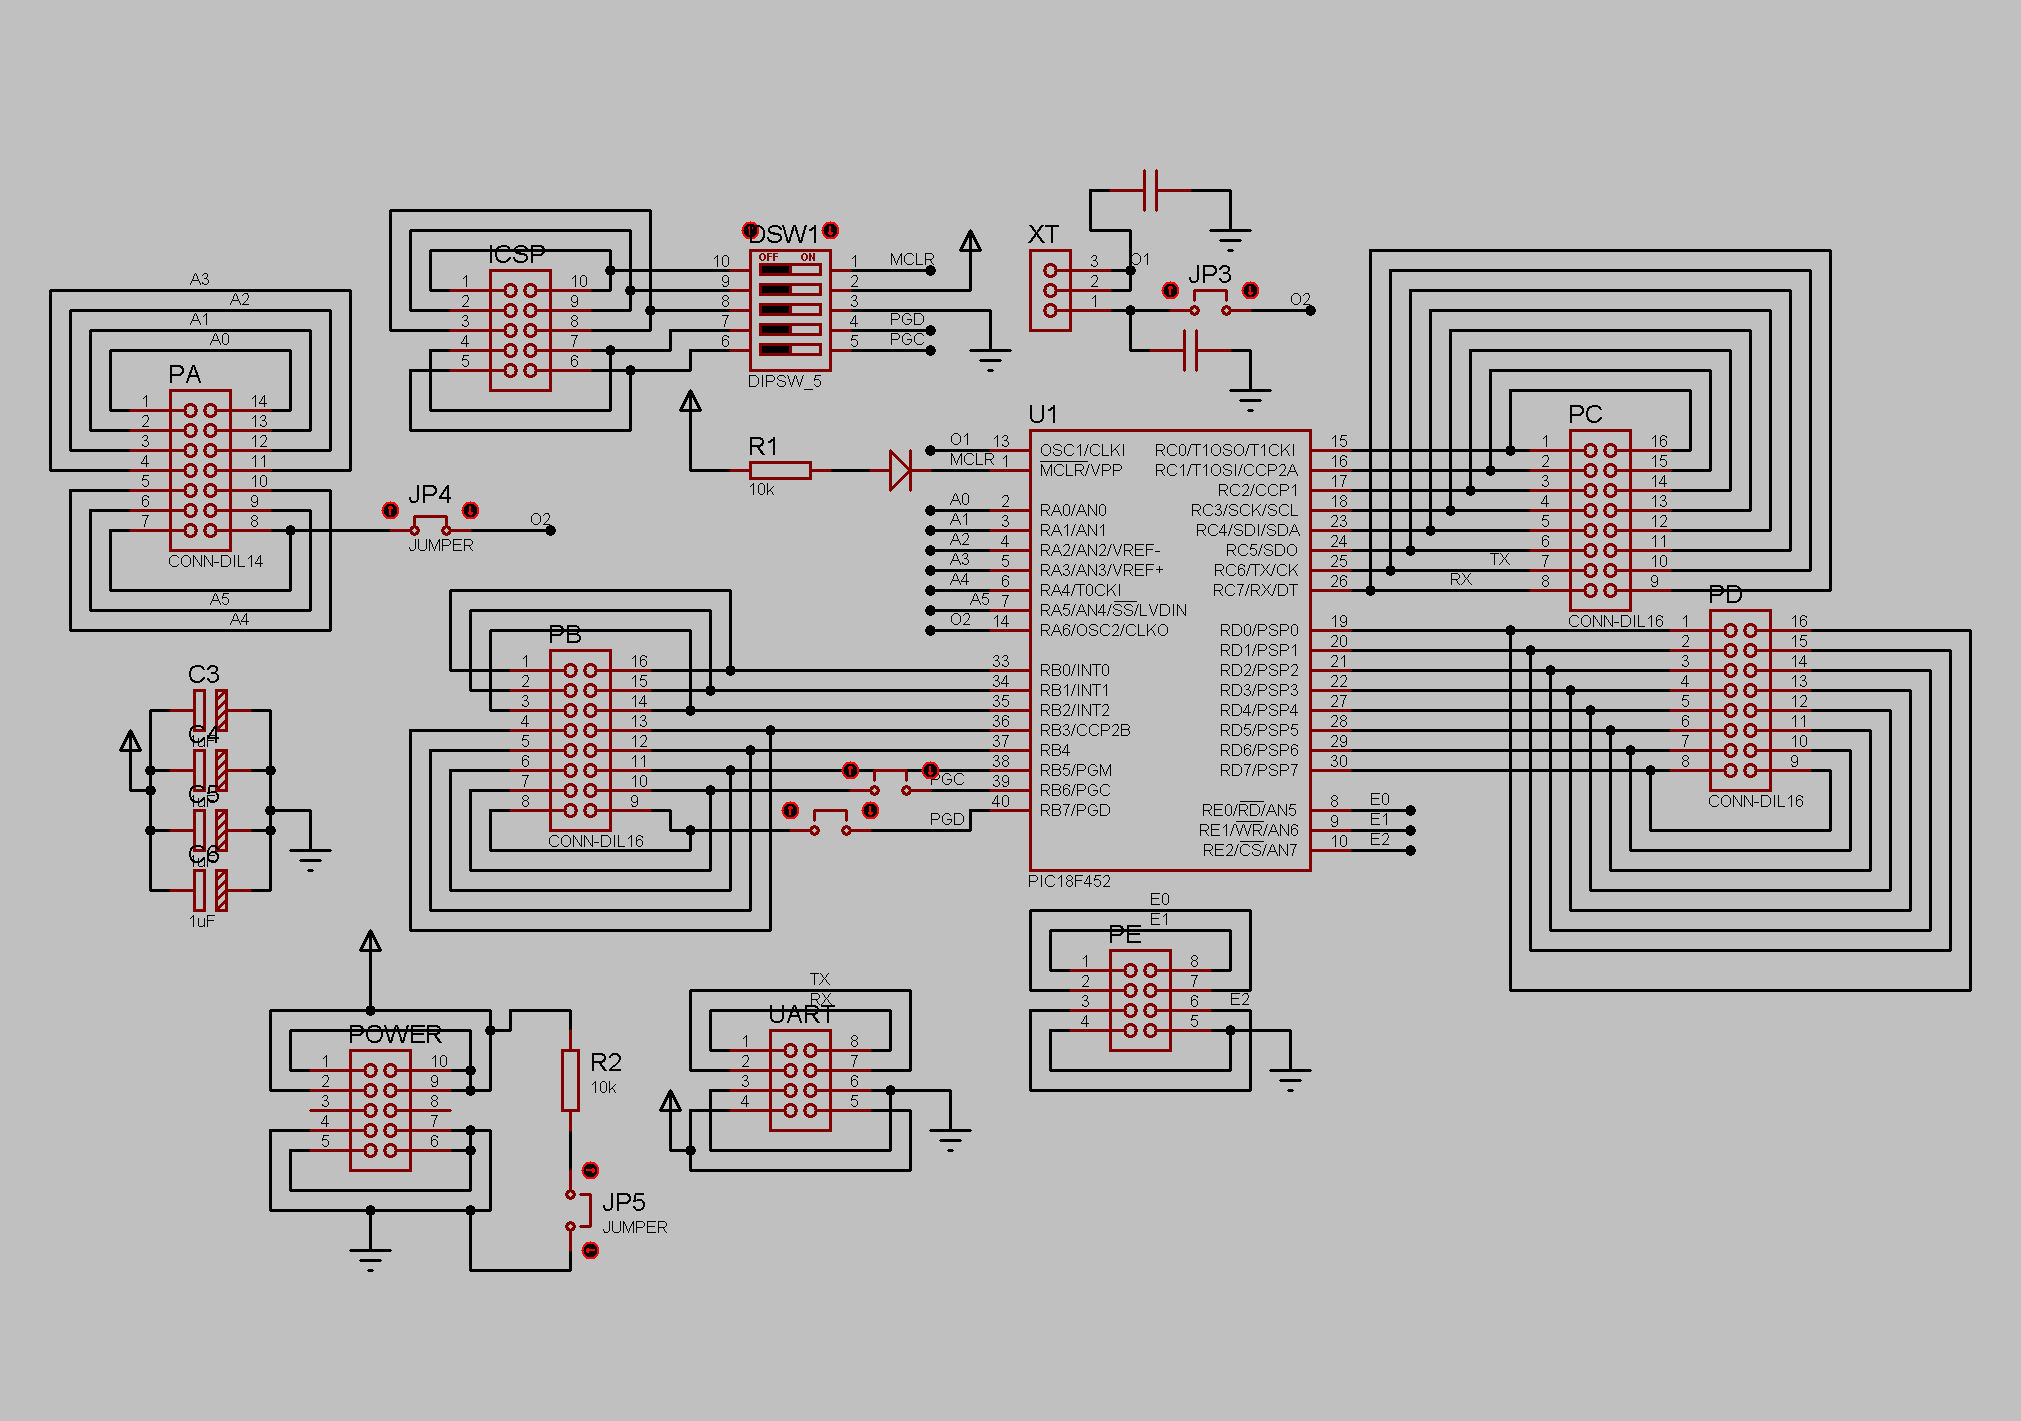 A3
A2
A1
A0
PA
1 14
2 13
3 12
4 11
5 10
6 9
7 8
CONN-DIL14
A5
A4
JP4
JUMPER
O2
ICSP
1 10
2 9
3 8
4 7
5 6
DSW1
OFF ON
10 1 MCLR
9 2
8 3
7 4 PGD
6 5 PGC
DIPSW_5
R1
10k
XT
3 O1
2
1
JP3
O2
U1
O1 13 OSC1/CLKI
MCLR 1 MCLR/VPP
A0 2 RA0/AN0
A1 3 RA1/AN1
A2 4 RA2/AN2/VREF-
A3 5 RA3/AN3/VREF+
A4 6 RA4/T0CKI
A5 7 RA5/AN4/SS/LVDIN
O2 14 RA6/OSC2/CLKO
33 RB0/INT0
34 RB1/INT1
35 RB2/INT2
36 RB3/CCP2B
37 RB4
38 RB5/PGM
PGC 39 RB6/PGC
PGD 40 RB7/PGD
RC0/T1OSO/T1CKI 15
RC1/T1OSI/CCP2A 16
RC2/CCP1 17
RC3/SCK/SCL 18
RC4/SDI/SDA 23
RC5/SDO 24
RC6/TX/CK 25 TX
RC7/RX/DT 26 RX
RD0/PSP0 19
RD1/PSP1 20
RD2/PSP2 21
RD3/PSP3 22
RD4/PSP4 27
RD5/PSP5 28
RD6/PSP6 29
RD7/PSP7 30
RE0/RD/AN5 8 E0
RE1/WR/AN6 9 E1
RE2/CS/AN7 10 E2
PIC18F452
PC
1 16
2 15
3 14
4 13
5 12
6 11
7 10
8 9
CONN-DIL16
PD
1 16
2 15
3 14
4 13
5 12
6 11
7 10
8 9
CONN-DIL16
PB
1 16
2 15
3 14
4 13
5 12
6 11
7 10
8 9
CONN-DIL16
C3
1uF
C4
1uF
C5
1uF
C6
1uF
POWER
1 10
2 9
3 8
4 7
5 6
R2
10k
JP5
JUMPER
TX
RX
UART
1 8
2 7
3 6
4 5
E0
E1
PE
1 8
2 7
3 6 E2
4 5